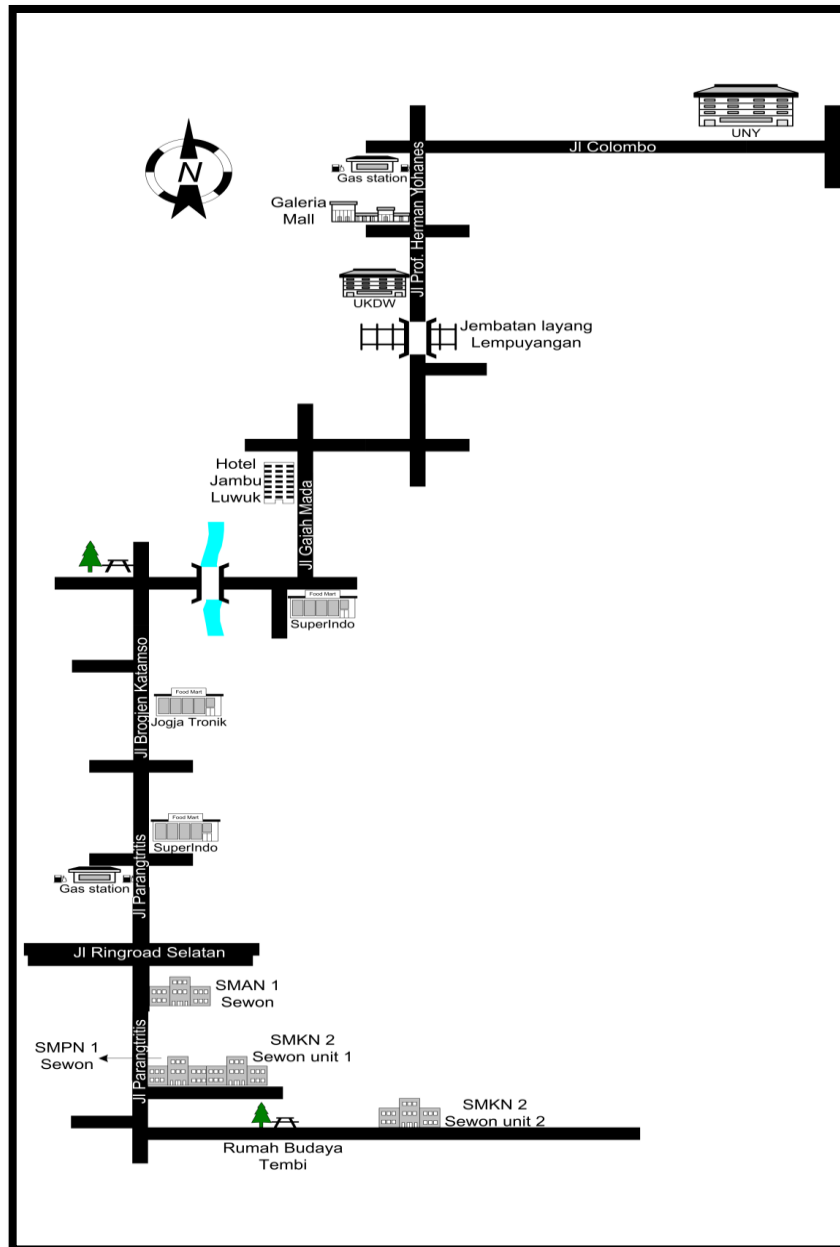 UNY
Jl Colombo
Jl Prof. Herman Yohanes
Gas station
Galeria
Mall
N
UKDW
Jembatan layang
Lempuyangan
Hotel
Jambu
Luwuk
Jl Gajah Mada
Food Mart
SuperIndo
Jl Brogjen Katamso
Food Mart
Jogja Tronik
Food Mart
SuperIndo
Jl Parangtritis
Gas station
Jl Ringroad Selatan
SMAN 1
Sewon
Jl Parangtritis
SMPN 1
Sewon
SMKN 2
Sewon unit 1
SMKN 2
Sewon unit 2
Rumah Budaya
Tembi